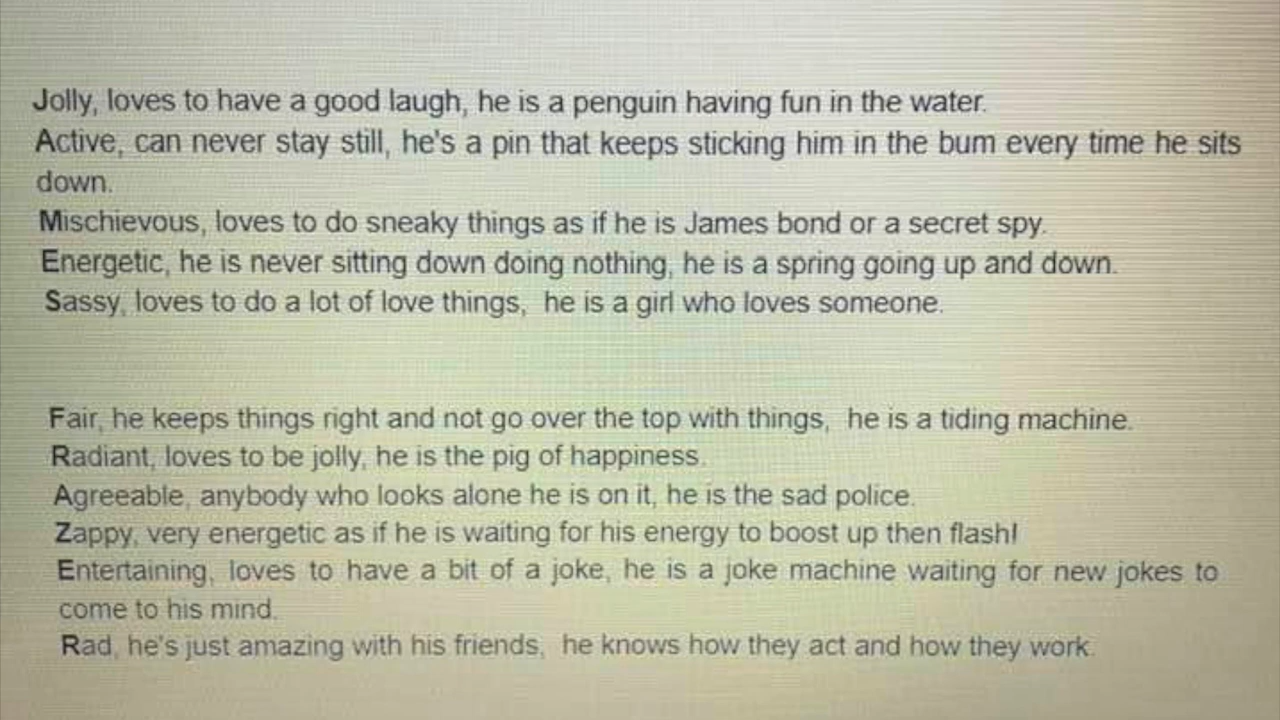 Jolly, loves to have a good laugh, he is a penguin having fun in the water.
Active, can never stay still, he's a pin that keeps sticking him in the bum every time he sits
down.
Mischievous, loves to do sneaky things as if he is James bond or a secret spy.
Energetic, he is never sitting down doing nothing, he is a spring going up and down.
Sassy, loves to do a lot of love things, he is a girl who loves someone.
Fair, he keeps things right and not go over the top with things, he is a tiding machine.
Radiant, loves to be jolly, he is the pig of happiness.
Agreeable, anybody who looks alone he is on it, he is the sad police.
Zappy, very energetic as if he is waiting for his energy to boost up then flash!
Entertaining, loves to have a bit of a joke, he is a joke machine waiting for new jokes to
come to his mind.
Rad, he's just amazing with his friends, he knows how they act and how they work.